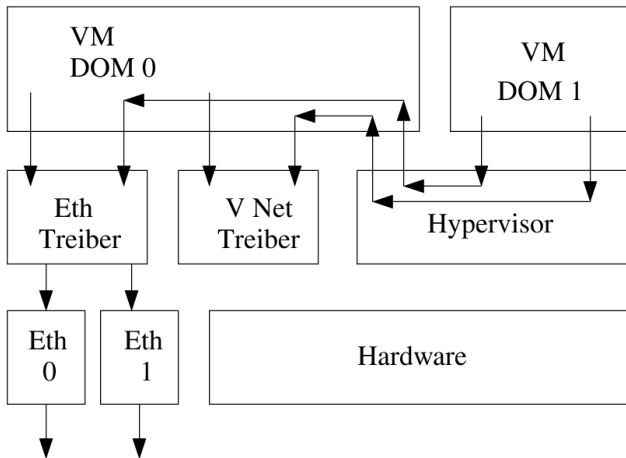 VM
DOM 0
VM
DOM 1
Eth
Treiber
V Net
Treiber
Hypervisor
Eth
0
Eth
1
Hardware